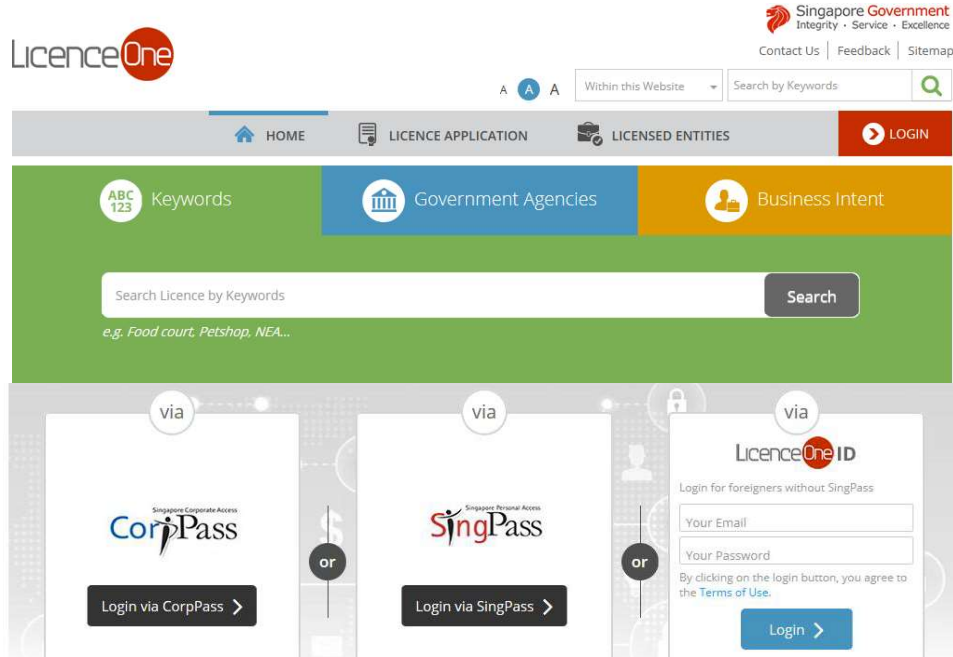 Singapore Government
Integrity · Service · Excellence
LicenceOne
Contact Us | Feedback | Sitemap
A A A
Within this Website
Search by Keywords
HOME
LICENCE APPLICATION
LICENSED ENTITIES
LOGIN
ABC
123
Keywords
Government Agencies
Business Intent
Search Licence by Keywords
Search
e.g. Food court, Petshop, NEA...
via
Singapore Corporate Access
CorpPass
Login via CorpPass
or
via
Singapore Personal Access
SingPass
Login via SingPass
or
via
LicenceOne ID
Login for foreigners without SingPass
Your Email
Your Password
By clicking on the login button, you agree to
the Terms of Use.
Login